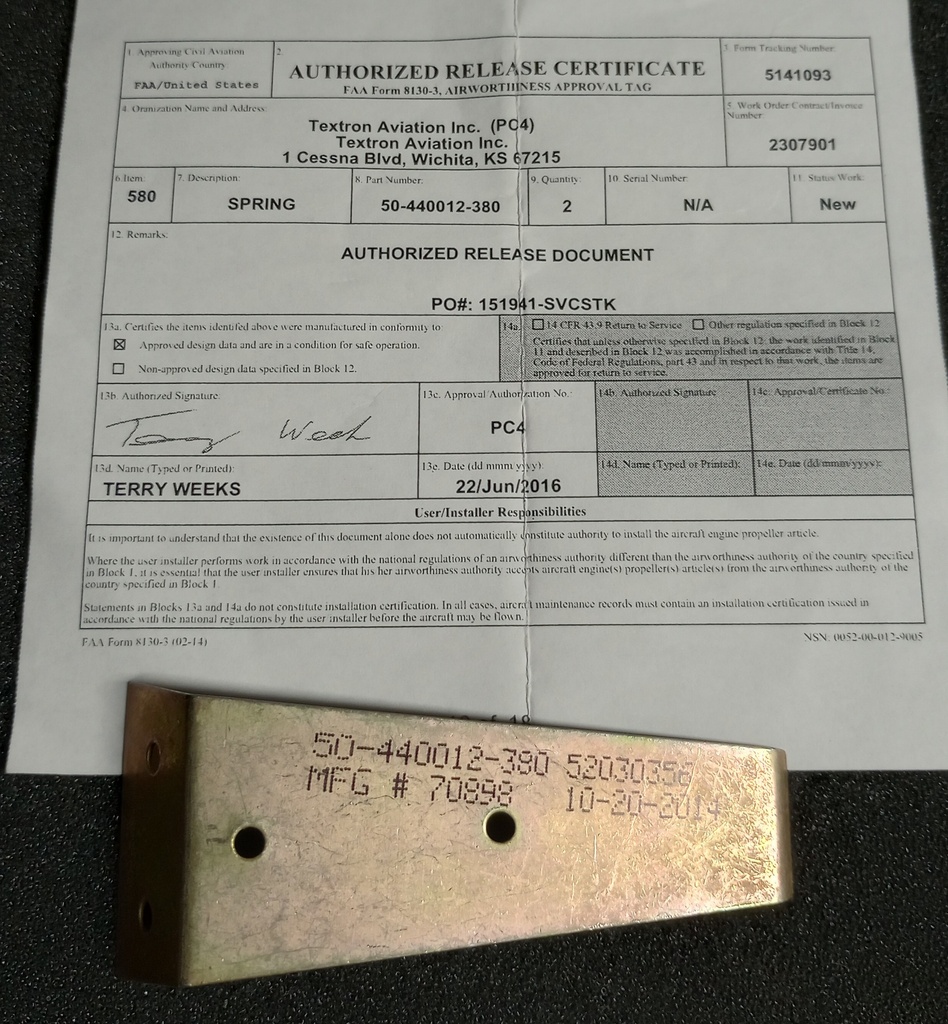 1. Approving Civil Aviation
Authority Country:
FAA/United States
2.
AUTHORIZED RELEASE CERTIFICATE
FAA Form 8130-3, AIRWORTHINESS APPROVAL TAG
3. Form Tracking Number:
5141093
4. Oranization Name and Address:
Textron Aviation Inc. (PC4)
Textron Aviation Inc.
1 Cessna Blvd, Wichita, KS 67215
5. Work Order/Contract/Invoice
Number:
2307901
6. Item:
580
7. Description:
SPRING
8. Part Number:
50-440012-380
9. Quantity:
2
10. Serial Number:
N/A
11. Status/Work:
New
12. Remarks:
AUTHORIZED RELEASE DOCUMENT
PO#: 151941-SVCSTK
13a. Certifies the items identifed above were manufactured in conformity to:
Approved design data and are in a condition for safe operation.
Non-approved design data specified in Block 12.
14a.
14 CFR 43.9 Return to Service
Other regulation specified in Block 12
Certifies that unless otherwise specified in Block 12, the work identified in Block
11 and described in Block 12 was accomplished in accordance with Title 14,
Code of Federal Regulations, part 43 and in respect to that work, the items are
approved for return to service.
13b. Authorized Signature:
Terry Weeks
13c. Approval/Authorization No.:
PC4
14b. Authorized Signature
14c. Approval/Certificate No.:
13d. Name (Typed or Printed):
TERRY WEEKS
13e. Date (dd/mmm/yyyy):
22/Jun/2016
14d. Name (Typed or Printed):
14e. Date (dd/mmm/yyyy):
User/Installer Responsibilities
It is important to understand that the existence of this document alone does not automatically constitute authority to install the aircraft engine propeller article.
Where the user installer performs work in accordance with the national regulations of an airworthiness authority different than the airworthiness authority of the country specified
in Block 1, it is essential that the user installer ensures that his her airworthiness authority accepts aircraft engine(s) propeller(s) article(s) from the airworthiness authority of the
country specified in Block 1.
Statements in Blocks 13a and 14a do not constitute installation certification. In all cases, aircraft maintenance records must contain an installation certification issued in
accordance with the national regulations by the user installer before the aircraft may be flown.
FAA Form 8130-3 (02-14)
NSN: 0052-00-012-9005
of 19
50-440012-380 52030396
MFG # 70898 10-20-2014